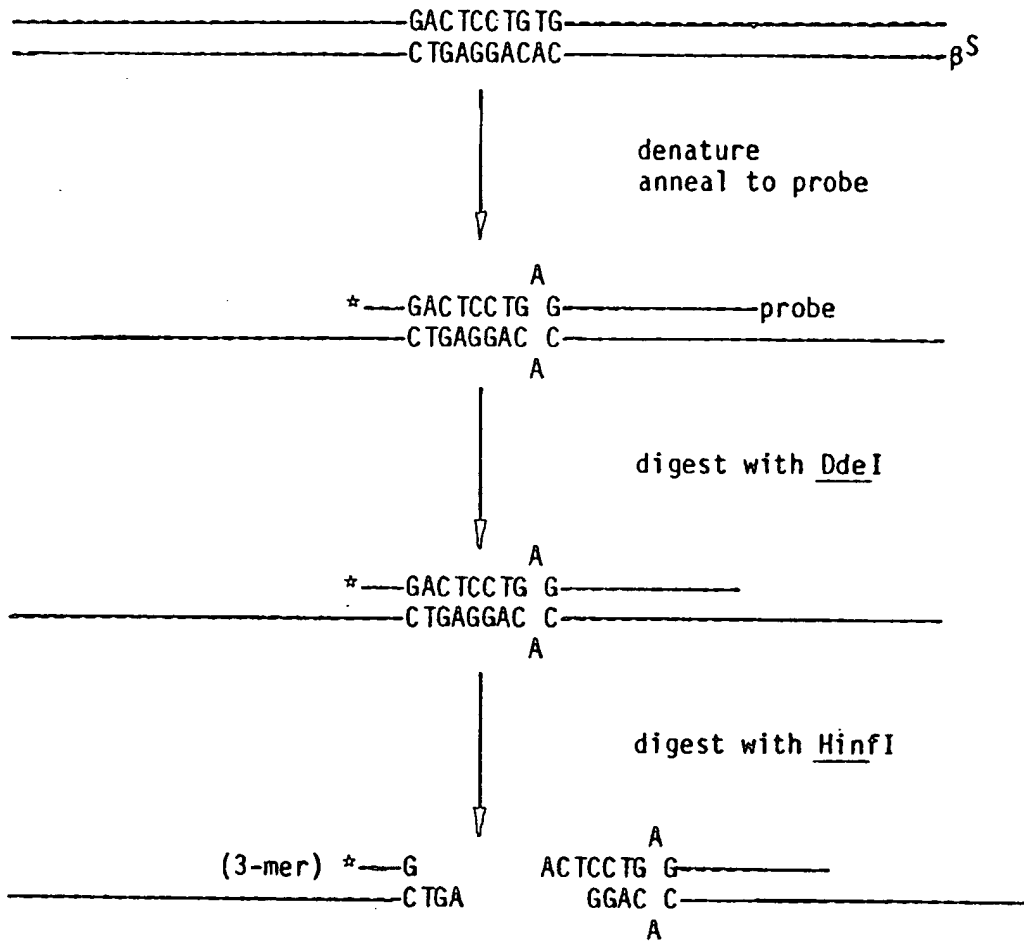 GACTCCTGTG
CTGAGGACAC βS
denature
anneal to probe
A
*GACTCCTG G probe
CTGAGGAC C
A
digest with DdeI
A
*GACTCCTG G
CTGAGGAC C
A
digest with HinfI
A
(3-mer) *G ACTCCTG G
CTGA GGAC C
A